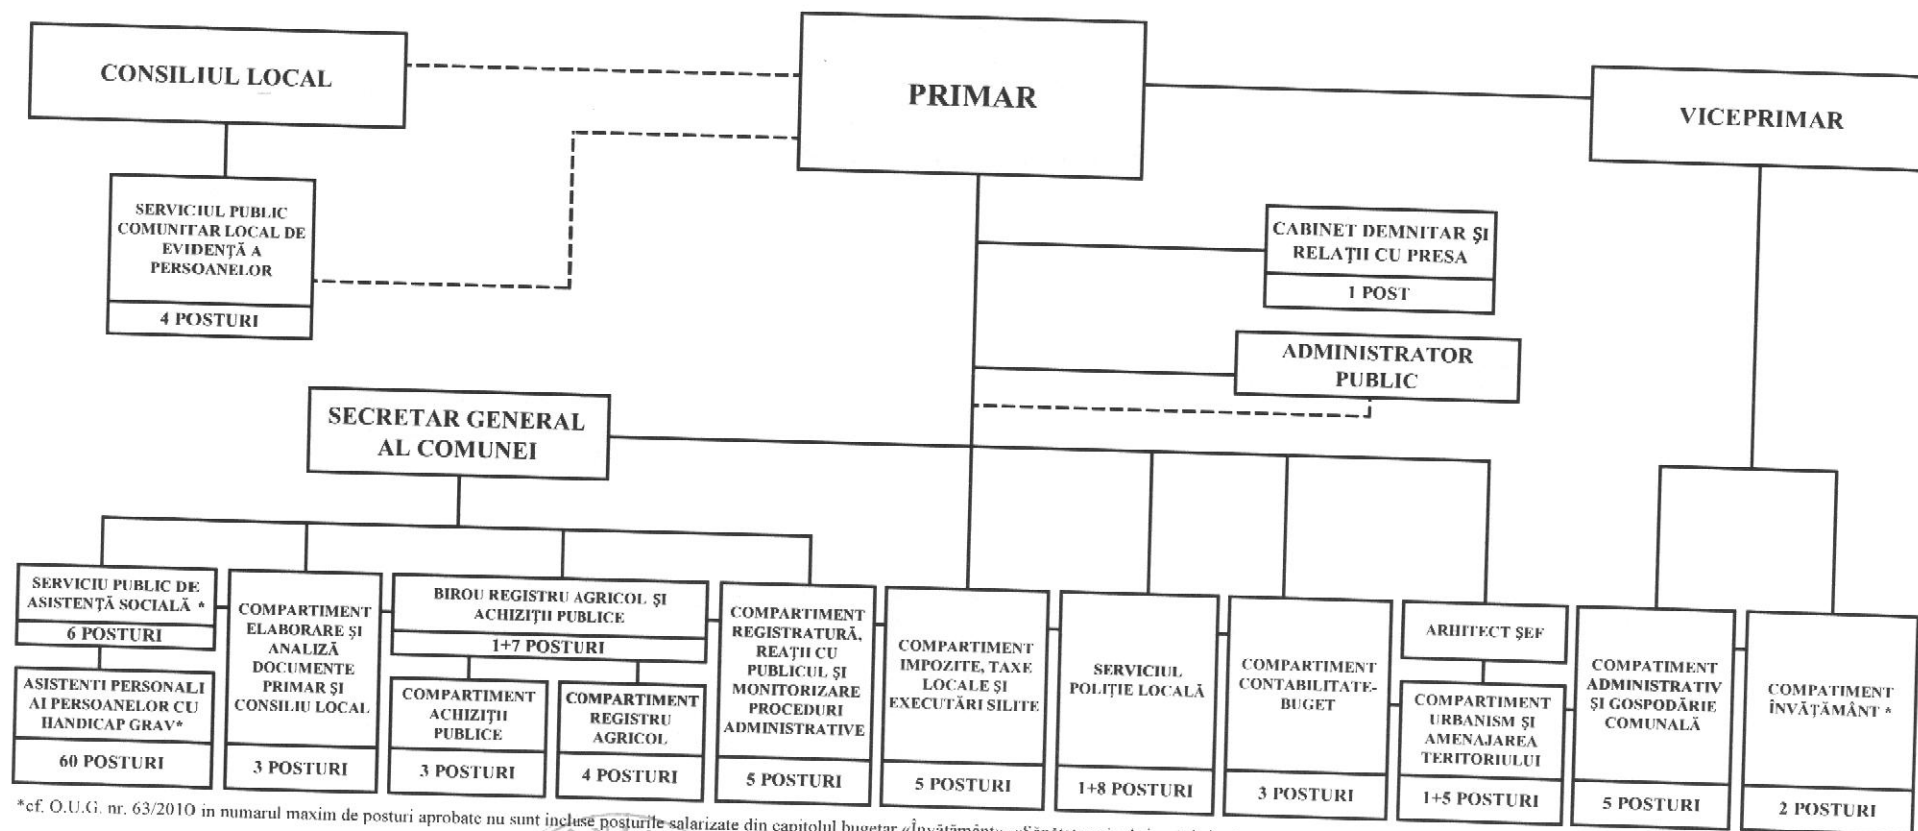 CONSILIUL LOCAL
PRIMAR
VICEPRIMAR
SERVICIUL PUBLIC
COMUNITAR LOCAL DE
EVIDENȚĂ A
PERSOANELOR
4 POSTURI
CABINET DEMNITAR ȘI
RELAȚII CU PRESA
1 POST
ADMINISTRATOR
PUBLIC
SECRETAR GENERAL
AL COMUNEI
SERVICIU PUBLIC DE
ASISTENȚĂ SOCIALĂ *
6 POSTURI
ASISTENTI PERSONALI
AI PERSOANELOR CU
HANDICAP GRAV*
60 POSTURI
COMPARTIMENT
ELABORARE ȘI
ANALIZĂ
DOCUMENTE
PRIMAR ȘI
CONSILIU LOCAL
3 POSTURI
BIROU REGISTRU AGRICOL ȘI
ACHIZIȚII PUBLICE
1+7 POSTURI
COMPARTIMENT
ACHIZIȚII
PUBLICE
3 POSTURI
COMPARTIMENT
REGISTRU
AGRICOL
4 POSTURI
COMPARTIMENT
REGISTRATURĂ,
REAȚII CU
PUBLICUL ȘI
MONITORIZARE
PROCEDURI
ADMINISTRATIVE
5 POSTURI
COMPARTIMENT
IMPOZITE, TAXE
LOCALE ȘI
EXECUTĂRI SILITE
5 POSTURI
SERVICIUL
POLIȚIE LOCALĂ
1+8 POSTURI
COMPARTIMENT
CONTABILITATE-
BUGET
3 POSTURI
ARHITECT ȘEF
COMPARTIMENT
URBANISM ȘI
AMENAJAREA
TERITORIULUI
1+5 POSTURI
COMPATIMENT
ADMINISTRATIV
ȘI GOSPODĂRIE
COMUNALĂ
5 POSTURI
COMPATIMENT
ÎNVĂȚĂMÂNT *
2 POSTURI
*cf. O.U.G. nr. 63/2010 in numarul maxim de posturi aprobate nu sunt incluse posturile salarizate din capitolul bugetar «Învățământ»